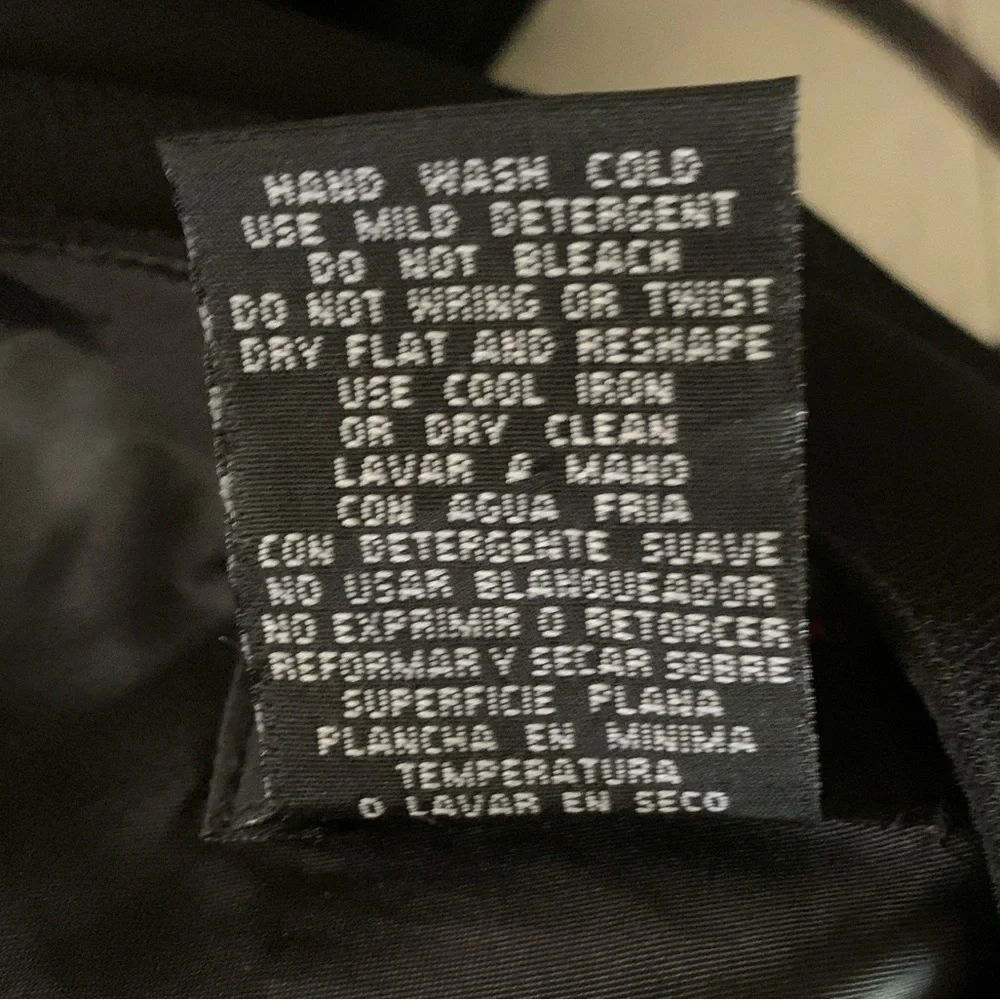 HAND WASH COLD
USE MILD DETERGENT
DO NOT BLEACH
DO NOT WRING OR TWIST
DRY FLAT AND RESHAPE
USE COOL IRON
OR DRY CLEAN
LAVAR A MANO
CON AGUA FRIA
CON DETERGENTE SUAVE
NO USAR BLANQUEADOR
NO EXPRIMIR O RETORCER
REFORMAR Y SECAR SOBRE
SUPERFICIE PLANA
PLANCHA EN MINIMA
TEMPERATURA
O LAVAR EN SECO